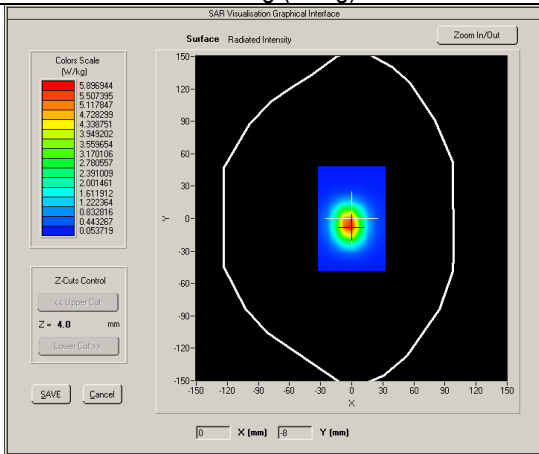 SAR Visualisation Graphical Interface
Surface Radiated Intensity
Zoom In/Out
Colors Scale
(W/kg)
5.896944
5.507395
5.117847
4.728299
4.338751
3.949202
3.559654
3.170106
2.780557
2.391009
2.001461
1.611912
1.222364
0.832816
0.443267
0.053719
Z-Cuts Control
<< Upper Cut
Z = 4.0 mm
Lower Cut >>
SAVE Cancel
150-
120-
90-
60-
30-
Y 0-
-30-
-60-
-90-
-120-
-150-
-150 -120 -90 -60 -30 0 30 60 90 120 150
X
0 X (mm) -8 Y (mm)